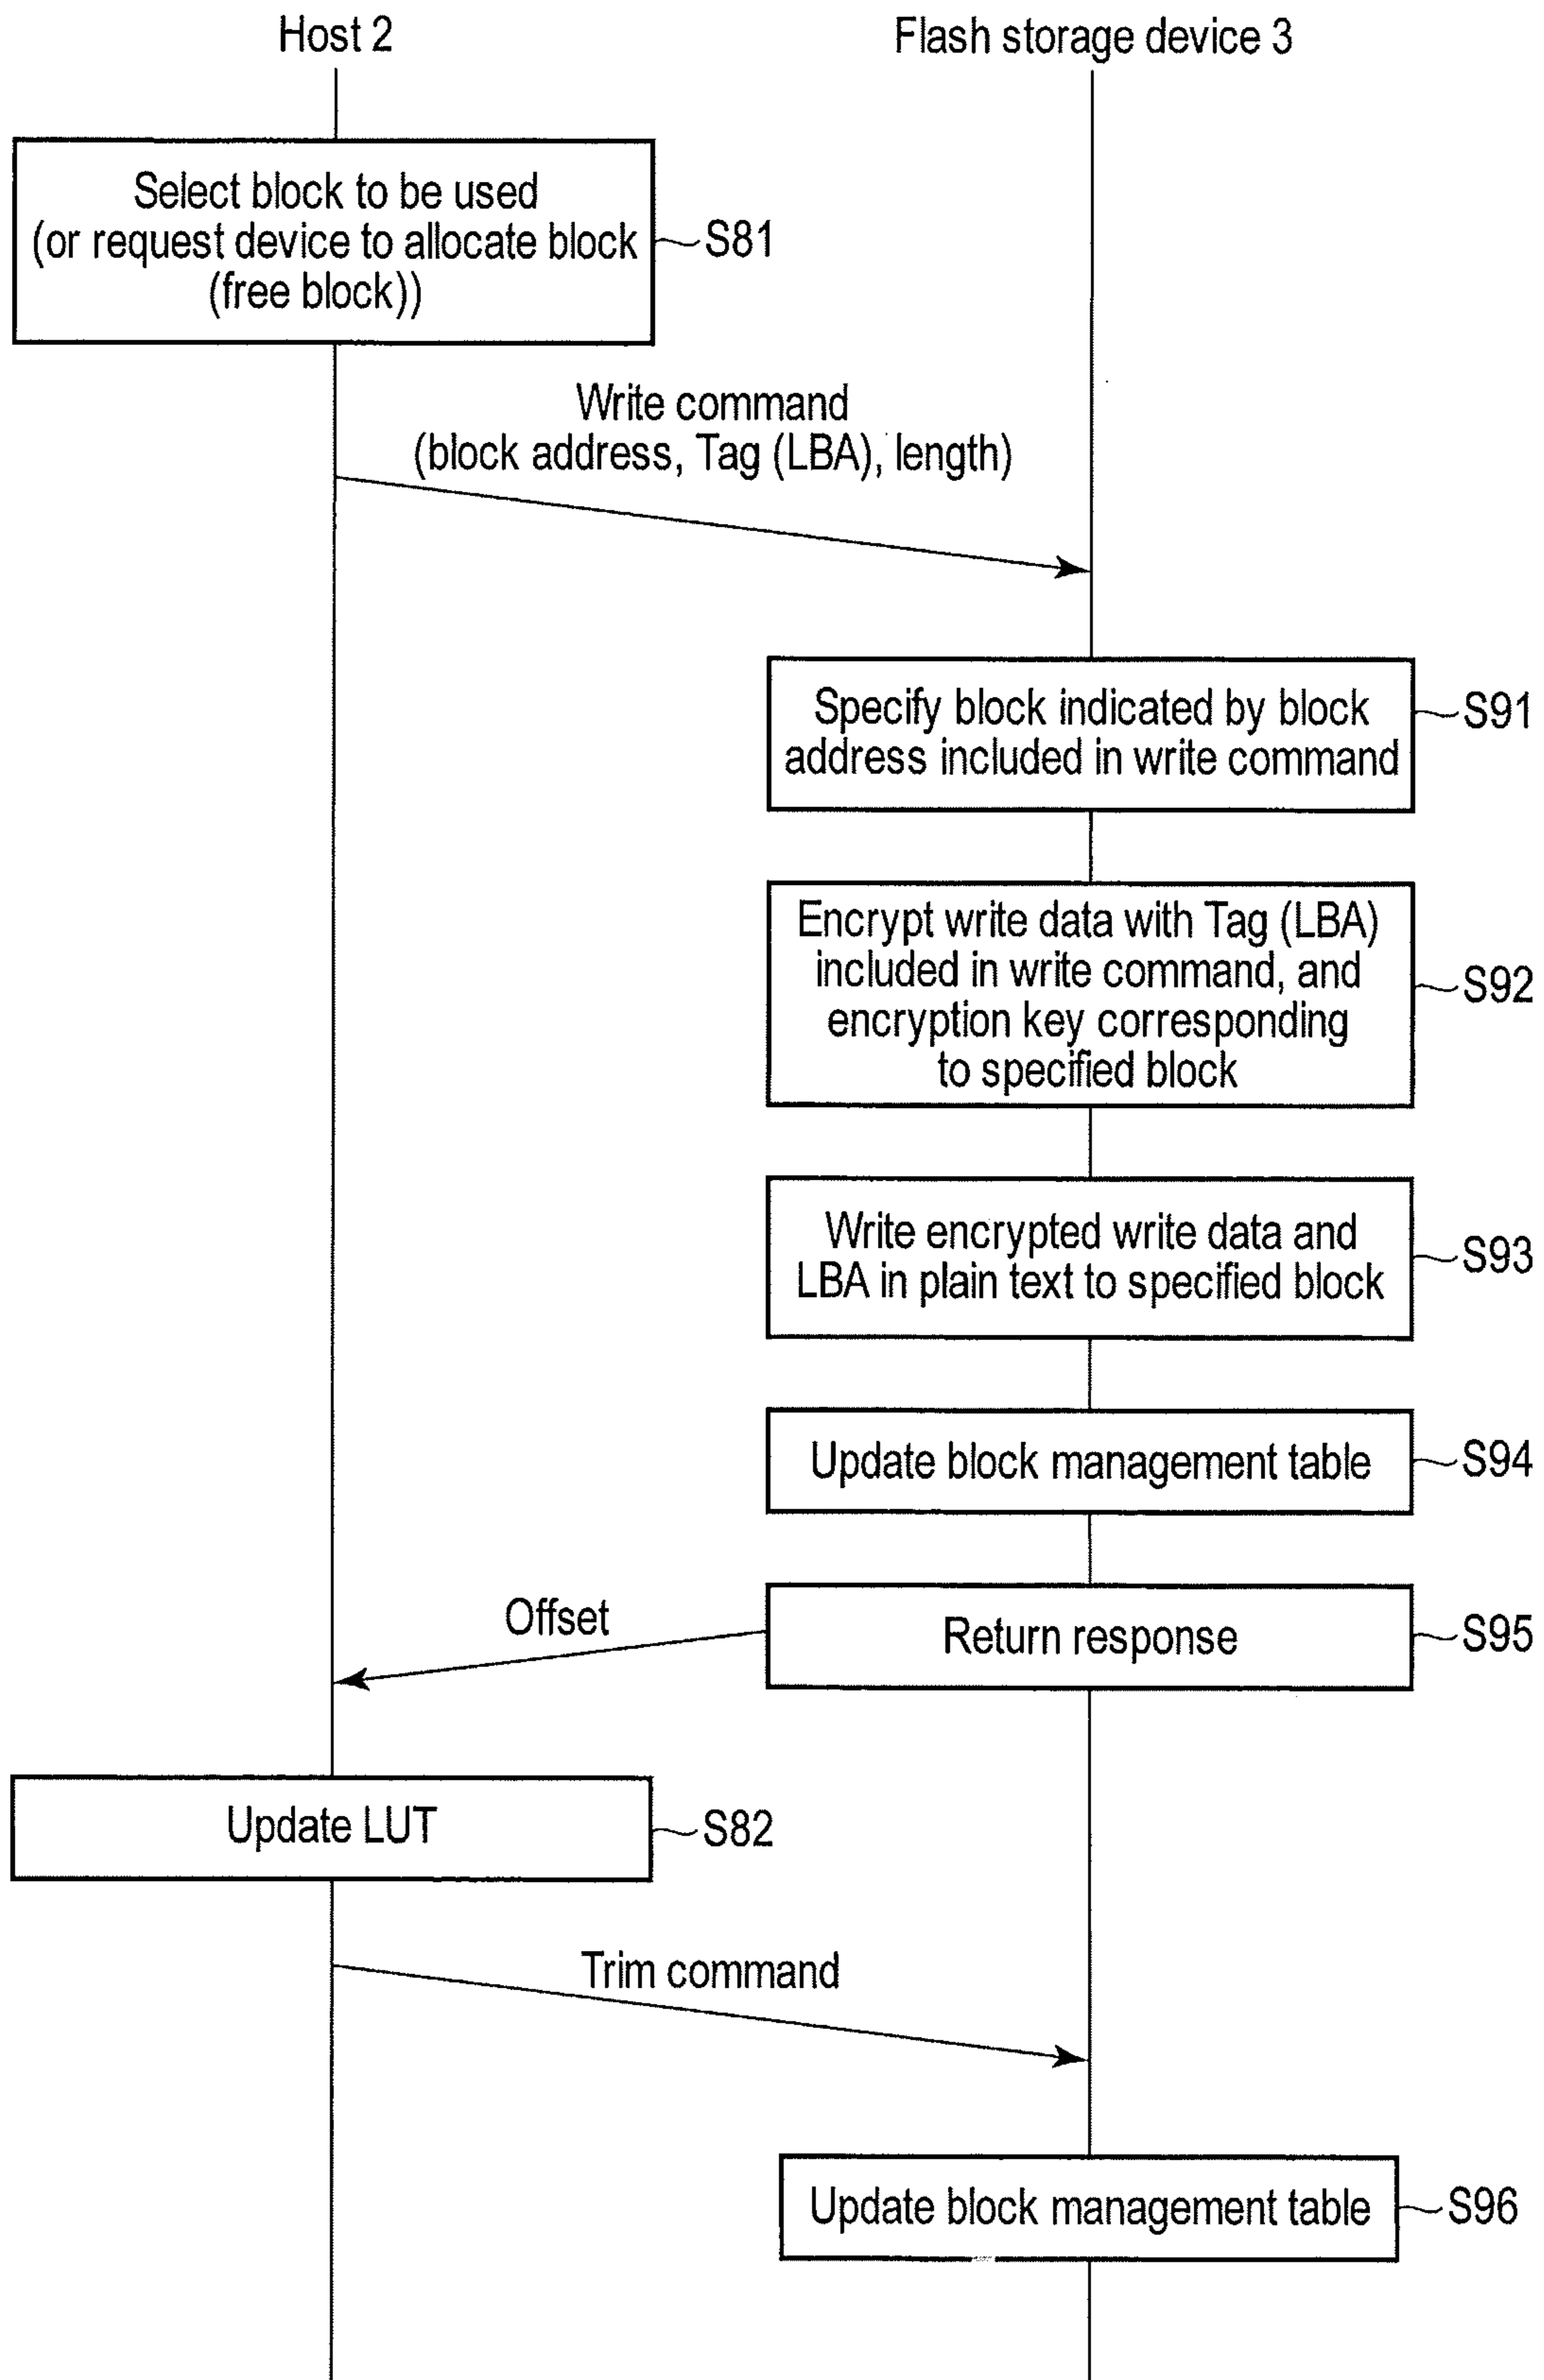 Host 2
Flash storage device 3
Select block to be used
(or request device to allocate block
(free block))
S81
Write command
(block address, Tag (LBA), length)
Specify block indicated by block
address included in write command
S91
Encrypt write data with Tag (LBA)
included in write command, and
encryption key corresponding
to specified block
S92
Write encrypted write data and
LBA in plain text to specified block
S93
Update block management table
S94
Offset
Return response
S95
Update LUT
S82
Trim command
Update block management table
S96